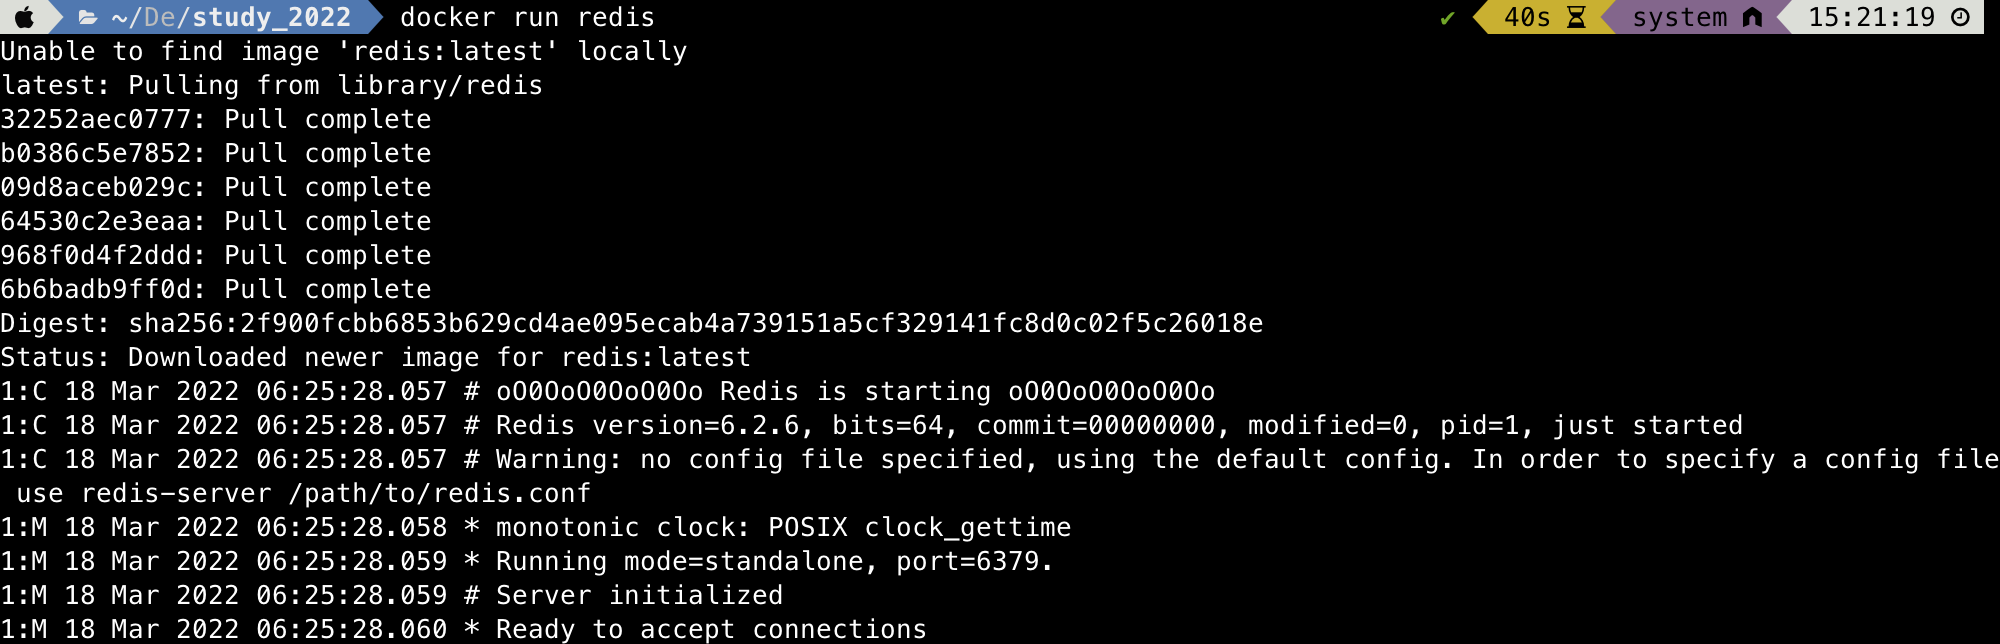 ~/De/study_2022 docker run redis ✔ 40s system 15:21:19
Unable to find image 'redis:latest' locally
latest: Pulling from library/redis
32252aec0777: Pull complete
b0386c5e7852: Pull complete
09d8aceb029c: Pull complete
64530c2e3eaa: Pull complete
968f0d4f2ddd: Pull complete
6b6badb9ff0d: Pull complete
Digest: sha256:2f900fcbb6853b629cd4ae095ecab4a739151a5cf329141fc8d0c02f5c26018e
Status: Downloaded newer image for redis:latest
1:C 18 Mar 2022 06:25:28.057 # oO0OoO0OoO0Oo Redis is starting oO0OoO0OoO0Oo
1:C 18 Mar 2022 06:25:28.057 # Redis version=6.2.6, bits=64, commit=00000000, modified=0, pid=1, just started
1:C 18 Mar 2022 06:25:28.057 # Warning: no config file specified, using the default config. In order to specify a config file
use redis-server /path/to/redis.conf
1:M 18 Mar 2022 06:25:28.058 * monotonic clock: POSIX clock_gettime
1:M 18 Mar 2022 06:25:28.059 * Running mode=standalone, port=6379.
1:M 18 Mar 2022 06:25:28.059 # Server initialized
1:M 18 Mar 2022 06:25:28.060 * Ready to accept connections